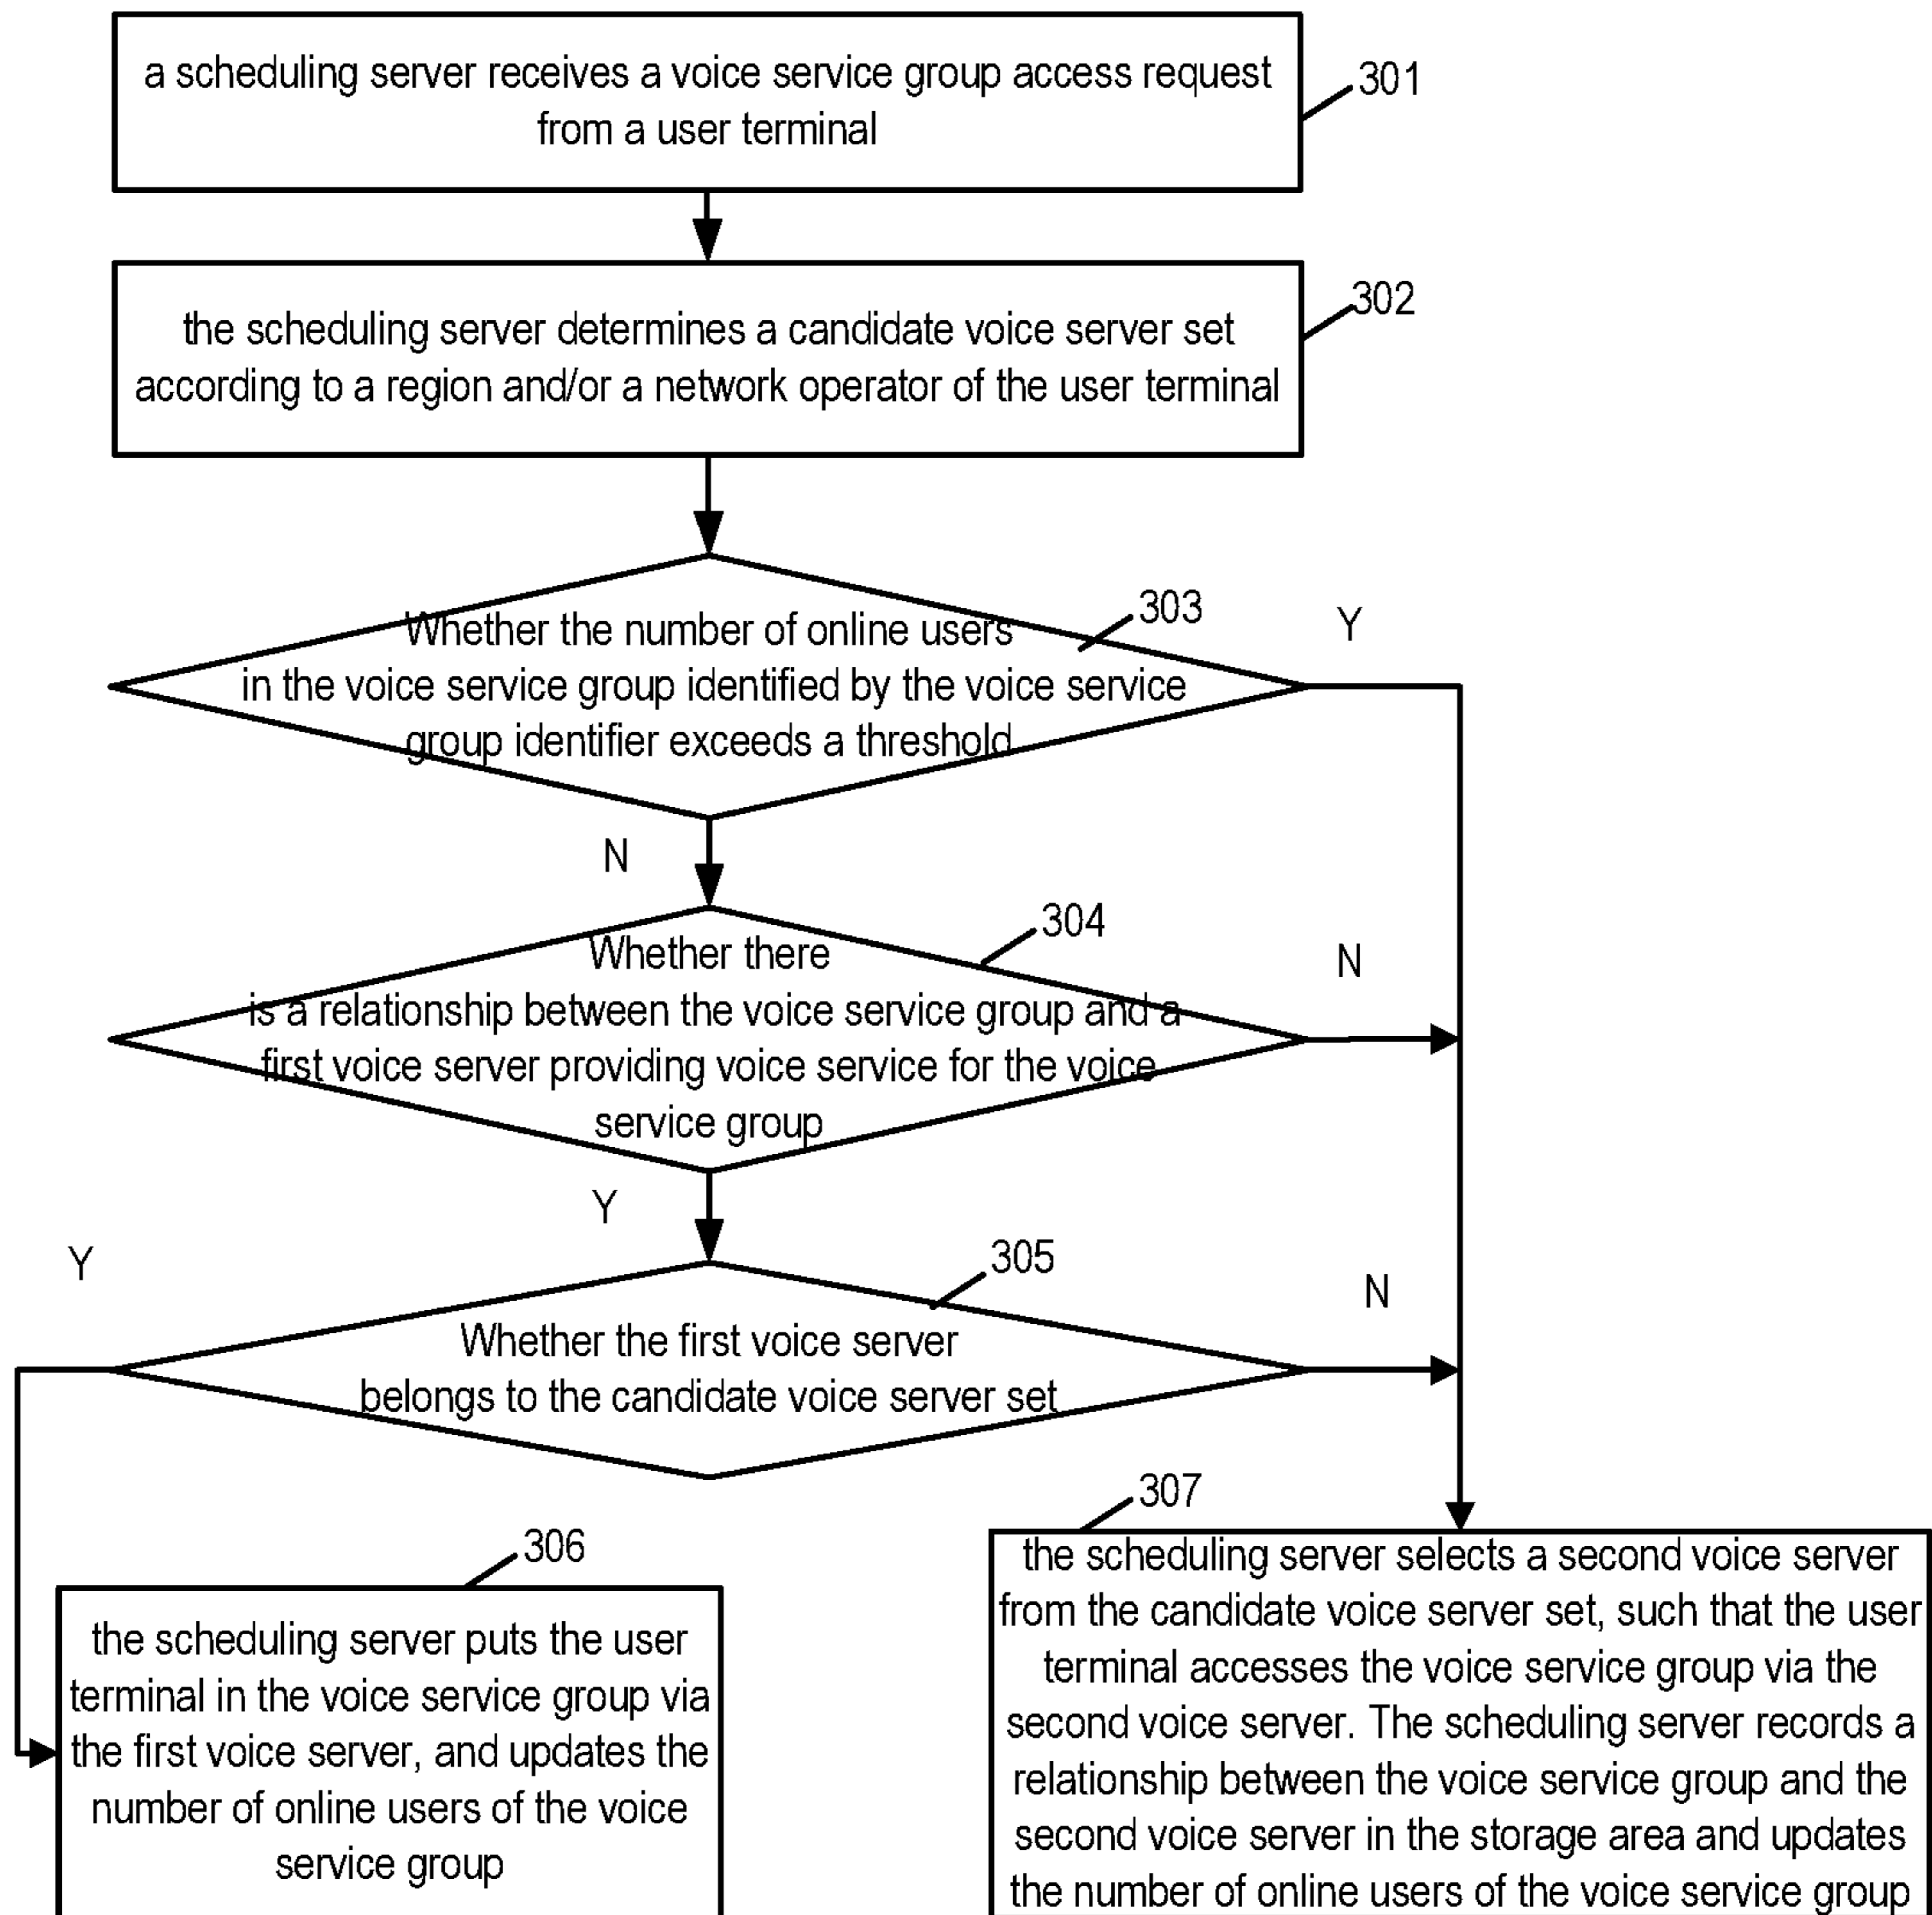 a scheduling server receives a voice service group access request
from a user terminal
301
the scheduling server determines a candidate voice server set
according to a region and/or a network operator of the user terminal
302
Whether the number of online users
in the voice service group identified by the voice service
group identifier exceeds a threshold
303
Y
N
Whether there
is a relationship between the voice service group and a
first voice server providing voice service for the voice
service group
304
N
Y
Whether the first voice server
belongs to the candidate voice server set
305
Y
N
306
the scheduling server puts the user
terminal in the voice service group via
the first voice server, and updates the
number of online users of the voice
service group
307
the scheduling server selects a second voice server
from the candidate voice server set, such that the user
terminal accesses the voice service group via the
second voice server. The scheduling server records a
relationship between the voice service group and the
second voice server in the storage area and updates
the number of online users of the voice service group